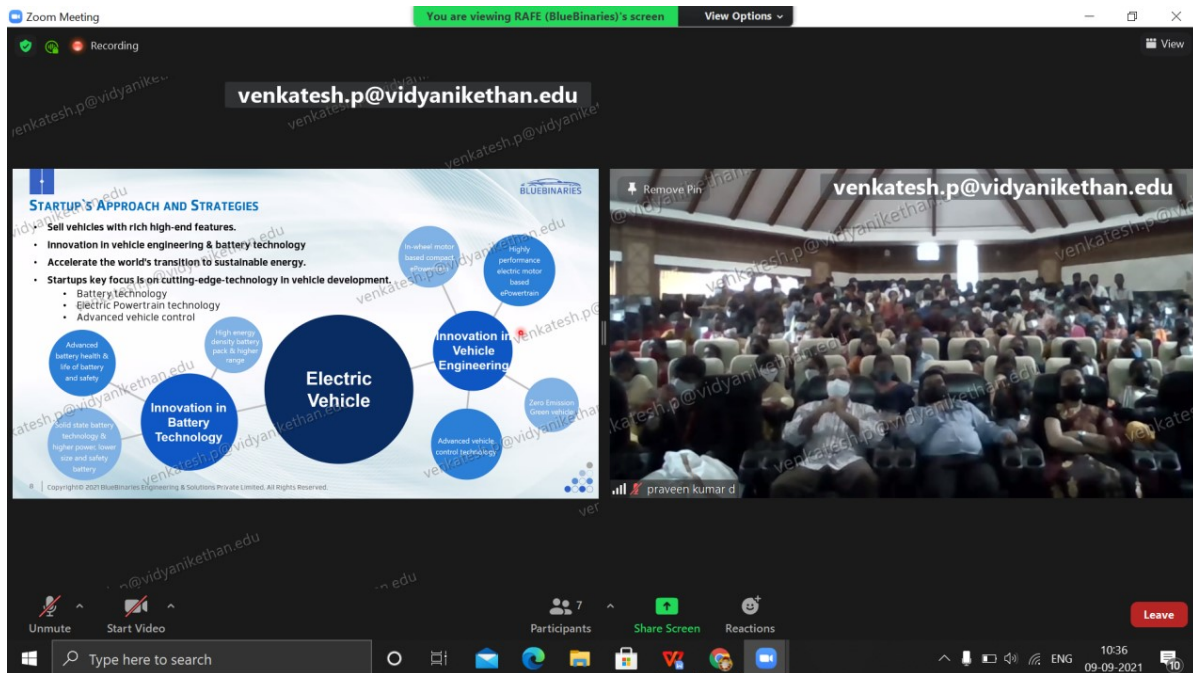 Zoom Meeting
You are viewing RAFE (BlueBinaries)'s screen
View Options
Recording
View
venkatesh.p@vidyanikethan.edu
BLUEBINARIES
STARTUP`S APPROACH AND STRATEGIES
• Sell vehicles with rich high-end features.
• Innovation in vehicle engineering & battery technology
• Accelerate the world's transition to sustainable energy.
• Startups key focus is on cutting-edge-technology in vehicle development.
• Battery technology
• Electric Powertrain technology
• Advanced vehicle control
In-wheel motor
based compact
ePowertrain
Highly
performance
electric motor
based
ePowertrain
Advanced
battery health &
life of battery
and safety
High energy
density battery
pack & higher
range
Innovation in
Vehicle
Engineering
Electric
Vehicle
Innovation in
Battery
Technology
Solid state battery
technology &
higher power, lower
size and safety
battery
Zero Emission
Green vehicle
Advanced vehicle
control technology
8 | Copyright© 2021 BlueBinaries Engineering & Solutions Private Limited. All Rights Reserved.
Remove Pin
venkatesh.p@vidyanikethan.edu
praveen kumar d
Unmute
Start Video
7
Participants
Share Screen
Reactions
Leave
Type here to search
ENG
10:36
09-09-2021
10